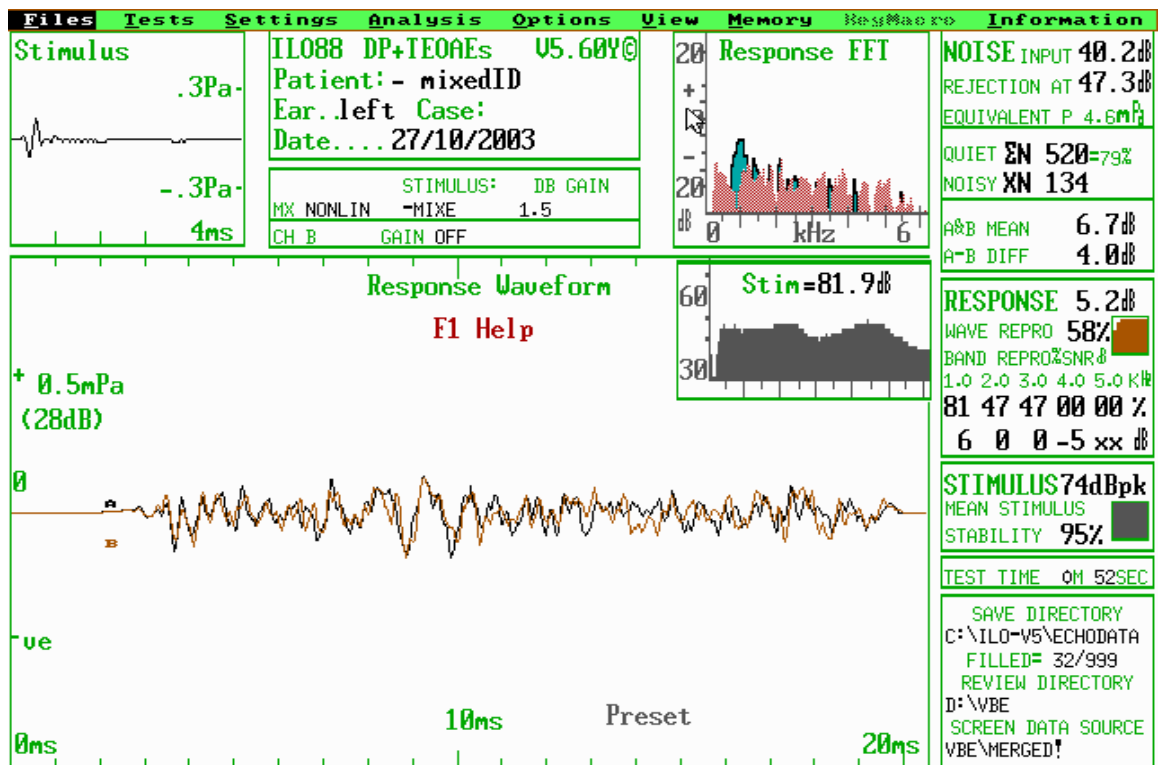 Files Tests Settings Analysis Options View Memory KeyMacro Information
Stimulus
.3Pa-
-.3Pa-
4ms
ILO88 DP+TEOAEs V5.60Y©
Patient:- mixedID
Ear..left Case:
Date....27/10/2003
STIMULUS: DB GAIN
MX NONLIN -MIXE 1.5
CH B GAIN OFF
20 Response FFT
+
-
20
dB 0 kHz 6
NOISE INPUT 40.2dB
REJECTION AT 47.3dB
EQUIVALENT P 4.6mPa
QUIET ΣN 520=79%
NOISY XN 134
A&B MEAN 6.7dB
A-B DIFF 4.0dB
RESPONSE 5.2dB
WAVE REPRO 58%
BAND REPRO%SNR dB
1.0 2.0 3.0 4.0 5.0 KHz
81 47 47 00 00 %
6 0 0 -5 xx dB
STIMULUS 74dBpk
MEAN STIMULUS
STABILITY 95%
TEST TIME 0M 52SEC
SAVE DIRECTORY
C:\ILO-V5\ECHODATA
FILLED= 32/999
REVIEW DIRECTORY
D:\VBE
SCREEN DATA SOURCE
VBE\MERGED!
Response Waveform
F1 Help
60 Stim=81.9dB
30
+ 0.5mPa
(28dB)
0
A
B
-ve
10ms
Preset
0ms
20ms